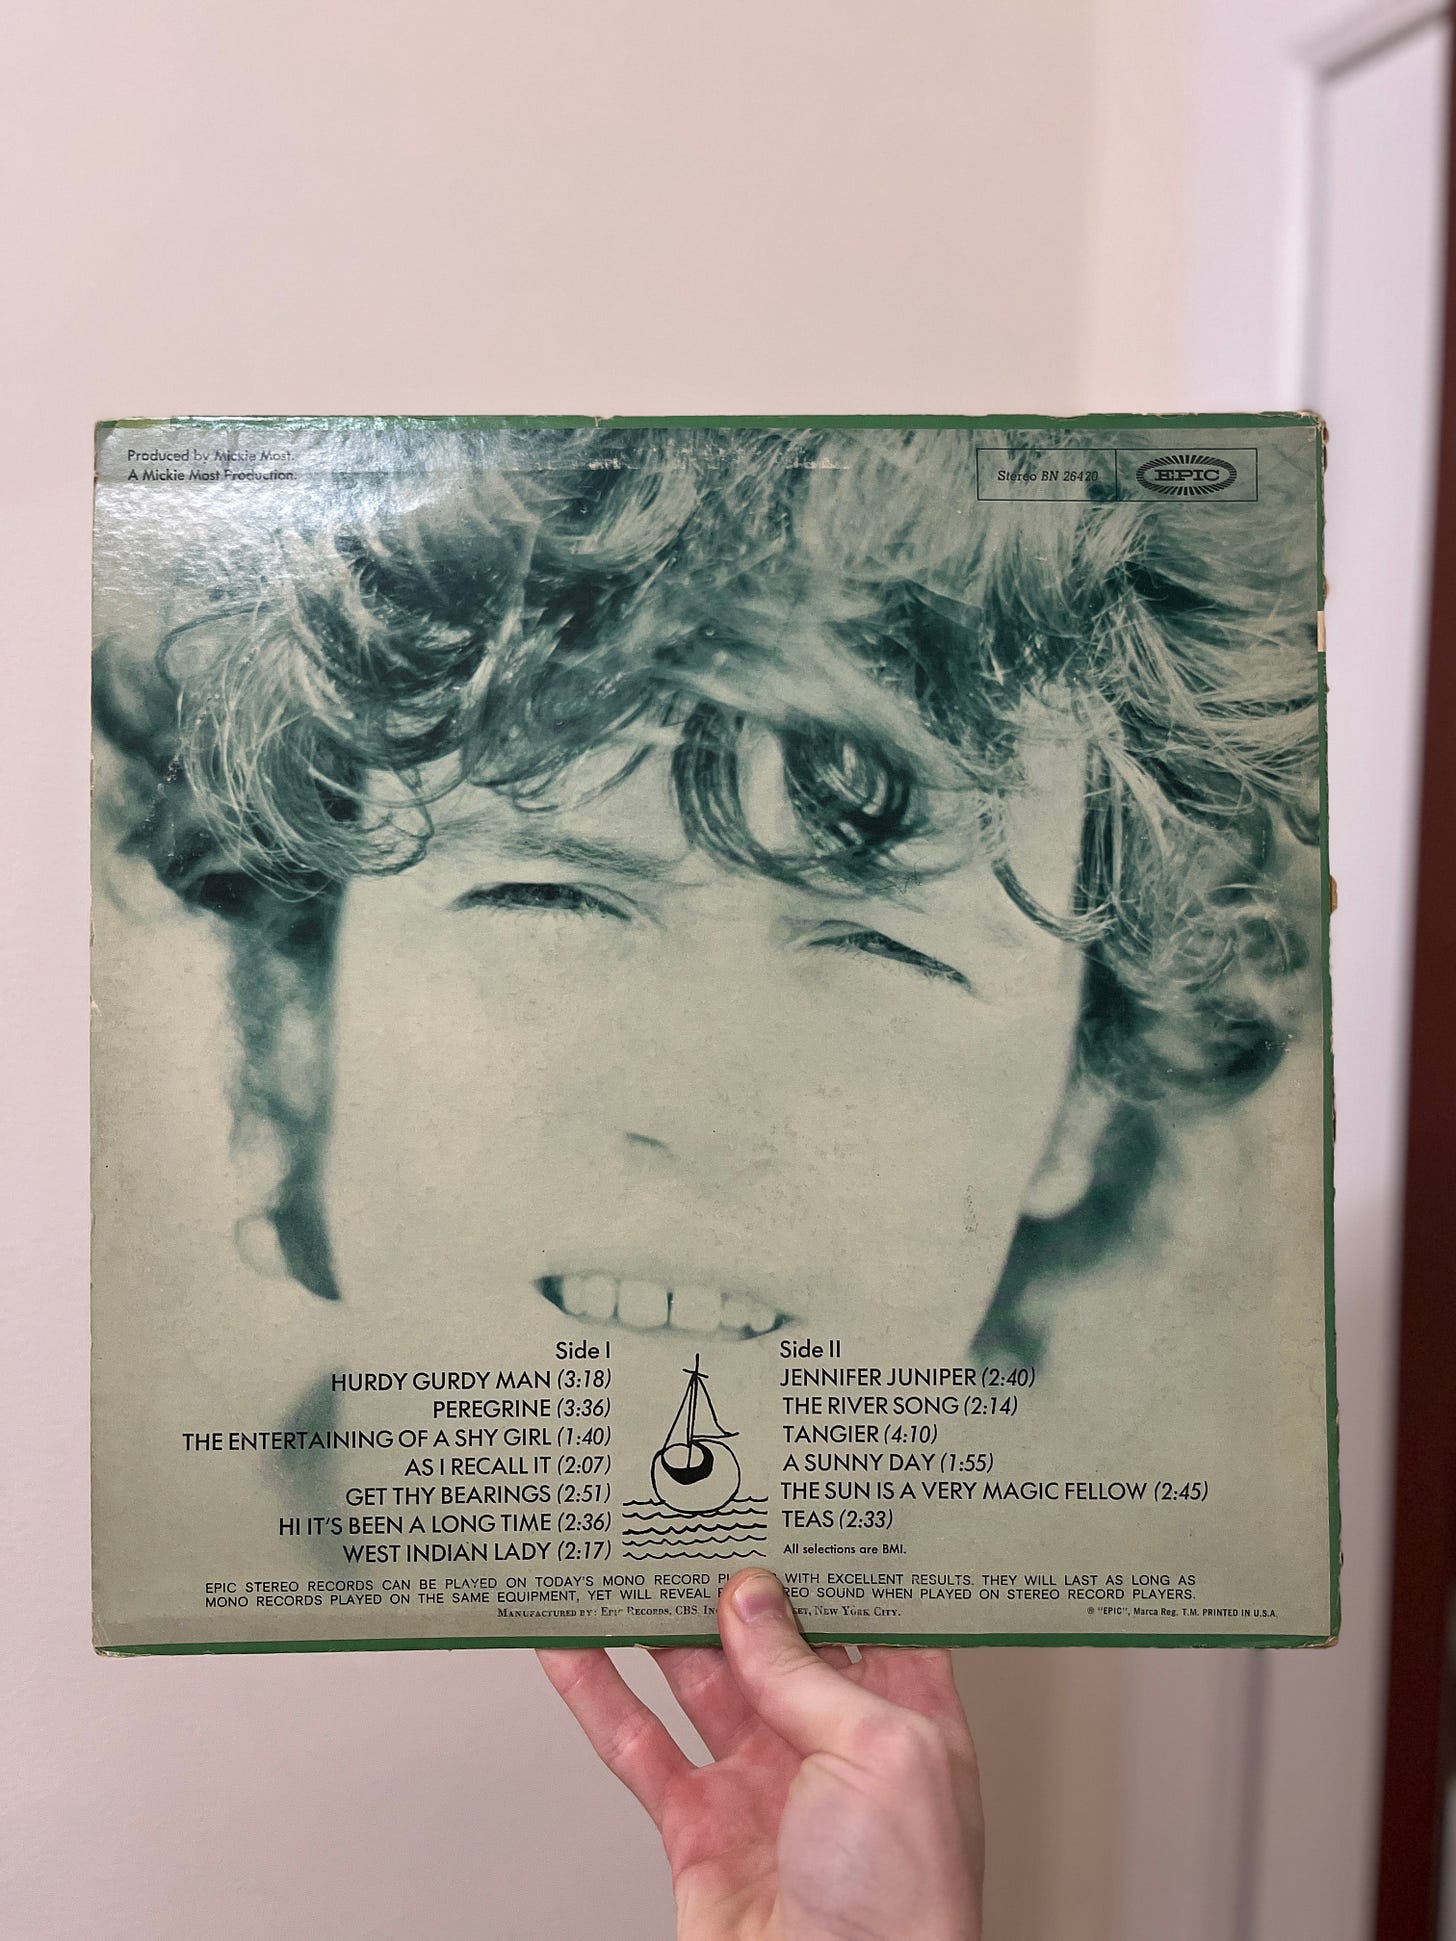 Produced by Mickie Most.
A Mickie Most Production.
Stereo BN 26420
EPIC
Side I
HURDY GURDY MAN (3:18)
PEREGRINE (3:36)
THE ENTERTAINING OF A SHY GIRL (1:40)
AS I RECALL IT (2:07)
GET THY BEARINGS (2:51)
HI IT'S BEEN A LONG TIME (2:36)
WEST INDIAN LADY (2:17)
Side II
JENNIFER JUNIPER (2:40)
THE RIVER SONG (2:14)
TANGIER (4:10)
A SUNNY DAY (1:55)
THE SUN IS A VERY MAGIC FELLOW (2:45)
TEAS (2:33)
All selections are BMI.
EPIC STEREO RECORDS CAN BE PLAYED ON TODAY'S MONO RECORD WITH EXCELLENT RESULTS. THEY WILL LAST AS LONG AS
MONO RECORDS PLAYED ON THE SAME EQUIPMENT, YET WILL REVEAL SOUND WHEN PLAYED ON STEREO RECORD PLAYERS.
MANUFACTURED BY: EPIC RECORDS, CBS, NEW YORK CITY.
® "EPIC", Marca Reg. T.M. PRINTED IN U.S.A.